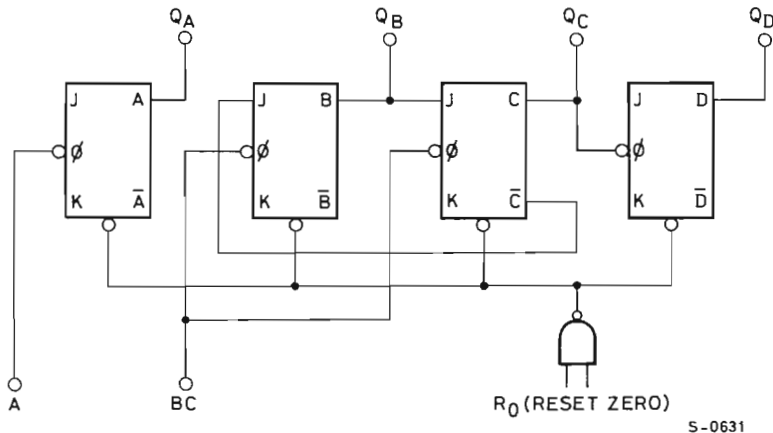 QA QB QC QD
J A J B J C J D
Ø Ø Ø Ø
K A̅ K B̅ K C̅ K D̅
A BC R0 (RESET ZERO)
S-0631